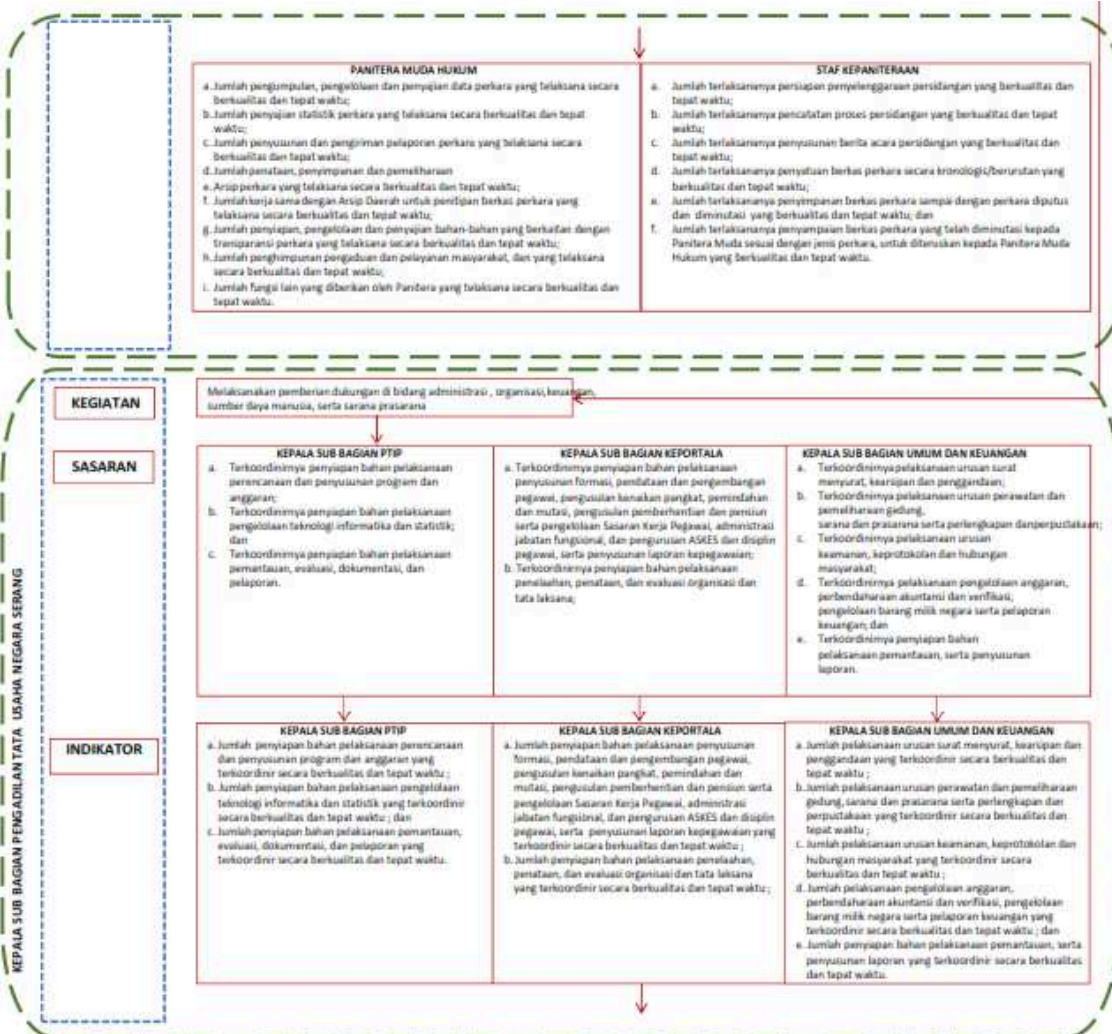 PANITERA MUDA HUKUM
a. Jumlah pengumpulan, pengelolaan dan penyajian data perkara yang telaksana secara
berkualitas dan tepat waktu;
b. Jumlah penyajian statistik perkara yang telaksana secara berkualitas dan tepat
waktu;
c. Jumlah penyusunan dan pengiriman pelaporan perkara yang telaksana secara
berkualitas dan tepat waktu;
d. Jumlah penataan, penyimpanan dan pemeliharaan
e. Arsip perkara yang telaksana secara berkualitas dan tepat waktu;
f. Jumlah kerja sama dengan Arsip Daerah untuk penitipan berkas perkara yang
telaksana secara berkualitas dan tepat waktu;
g. Jumlah penyiapan, pengelolaan dan penyajian bahan-bahan yang berkaitan dengan
transparansi perkara yang telaksana secara berkualitas dan tepat waktu;
h. Jumlah penghimpunan pengaduan dan pelayanan masyarakat, dan yang telaksana
secara berkualitas dan tepat waktu;
i. Jumlah fungsi lain yang diberikan oleh Panitera yang telaksana secara berkualitas dan
tepat waktu.
STAF KEPANITERAAN
a. Jumlah terlaksananya persiapan penyelenggaraan persidangan yang berkualitas dan
tepat waktu;
b. Jumlah terlaksananya pencatatan proses persidangan yang berkualitas dan tepat
waktu;
c. Jumlah terlaksananya penyusunan berita acara persidangan yang berkualitas dan
tepat waktu;
d. Jumlah terlaksananya penyatuan berkas perkara secara kronologis/berurutan yang
berkualitas dan tepat waktu;
e. Jumlah terlaksananya penyimpanan berkas perkara sampai dengan perkara diputus
dan diminutasi yang berkualitas dan tepat waktu; dan
f. Jumlah terlaksananya penyampaian berkas perkara yang telah diminutasi kepada
Panitera Muda sesuai dengan jenis perkara, untuk diteruskan kepada Panitera Muda
Hukum yang berkualitas dan tepat waktu.
KEPALA SUB BAGIAN PENGADILAN TATA USAHA NEGARA SERANG
KEGIATAN
Melaksanakan pemberian dukungan di bidang administrasi , organisasi,keuangan,
sumber daya manusia, serta sarana prasarana
SASARAN
KEPALA SUB BAGIAN PTIP
a. Terkoordinirnya penyiapan bahan pelaksanaan
perencanaan dan penyusunan program dan
anggaran;
b. Terkoordinirnya penyiapan bahan pelaksanaan
pengelolaan teknologi informatika dan statistik;
dan
c. Terkoordinirnya penyiapan bahan pelaksanaan
pemantauan, evaluasi, dokumentasi, dan
pelaporan.
KEPALA SUB BAGIAN KEPORTALA
a. Terkoordinirnya penyiapan bahan pelaksanaan
penyusunan formasi, pendataan dan pengembangan
pegawai, pengusulan kenaikan pangkat, pemindahan
dan mutasi, pengusulan pemberhentian dan pensiun
serta pengelolaan Sasaran Kerja Pegawai, administrasi
jabatan fungsional, dan pengurusan ASKES dan disiplin
pegawai, serta penyusunan laporan kepegawaian;
b. Terkoordinirnya penyiapan bahan pelaksanaan
penelaahan, penataan, dan evaluasi organisasi dan
tata laksana;
KEPALA SUB BAGIAN UMUM DAN KEUANGAN
a. Terkoordinirnya pelaksanaan urusan surat
menyurat, kearsipan dan penggandaan;
b. Terkoordinirnya pelaksanaan urusan perawatan dan
pemeliharaan gedung,
sarana dan prasarana serta perlengkapan danperpustakaan;
c. Terkoordinirnya pelaksanaan urusan
keamanan, keprotokolan dan hubungan
masyarakat;
d. Terkoordinirnya pelaksanaan pengelolaan anggaran,
perbendaharaan akuntansi dan verifikasi,
pengelolaan barang milik negara serta pelaporan
keuangan; dan
e. Terkoordinirnya penyiapan bahan
pelaksanaan pemantauan, serta penyusunan
laporan.
INDIKATOR
KEPALA SUB BAGIAN PTIP
a. Jumlah penyiapan bahan pelaksanaan perencanaan
dan penyusunan program dan anggaran yang
terkoordinir secara berkualitas dan tepat waktu ;
b. Jumlah penyiapan bahan pelaksanaan pengelolaan
teknologi informatika dan statistik yang terkoordinir
secara berkualitas dan tepat waktu ; dan
c. Jumlah penyiapan bahan pelaksanaan pemantauan,
evaluasi, dokumentasi, dan pelaporan yang
terkoordinir secara berkualitas dan tepat waktu.
KEPALA SUB BAGIAN KEPORTALA
a. Jumlah penyiapan bahan pelaksanaan penyusunan
formasi, pendataan dan pengembangan pegawai,
pengusulan kenaikan pangkat, pemindahan dan
mutasi, pengusulan pemberhentian dan pensiun serta
pengelolaan Sasaran Kerja Pegawai, administrasi
jabatan fungsional, dan pengurusan ASKES dan disiplin
pegawai, serta penyusunan laporan kepegawaian yang
terkoordinir secara berkualitas dan tepat waktu ;
b. Jumlah penyiapan bahan pelaksanaan penelaahan,
penataan, dan evaluasi organisasi dan tata laksana
yang terkoordinir secara berkualitas dan tepat waktu ;
KEPALA SUB BAGIAN UMUM DAN KEUANGAN
a. Jumlah pelaksanaan urusan surat menyurat, kearsipan dan
penggandaan yang terkoordinir secara berkualitas dan
tepat waktu ;
b. Jumlah pelaksanaan urusan perawatan dan pemeliharaan
gedung, sarana dan prasarana serta perlengkapan dan
perpustakaan yang terkoordinir secara berkualitas dan
tepat waktu ;
c. Jumlah pelaksanaan urusan keamanan, keprotokolan dan
hubungan masyarakat yang terkoordinir secara
berkualitas dan tepat waktu ;
d. Jumlah pelaksanaan pengelolaan anggaran,
perbendaharaan akuntansi dan verifikasi, pengelolaan
barang milik negara serta pelaporan keuangan yang
terkoordinir secara berkualitas dan tepat waktu ; dan
e. Jumlah penyiapan bahan pelaksanaan pemantauan, serta
penyusunan laporan yang terkoordinir secara berkualitas
dan tepat waktu.